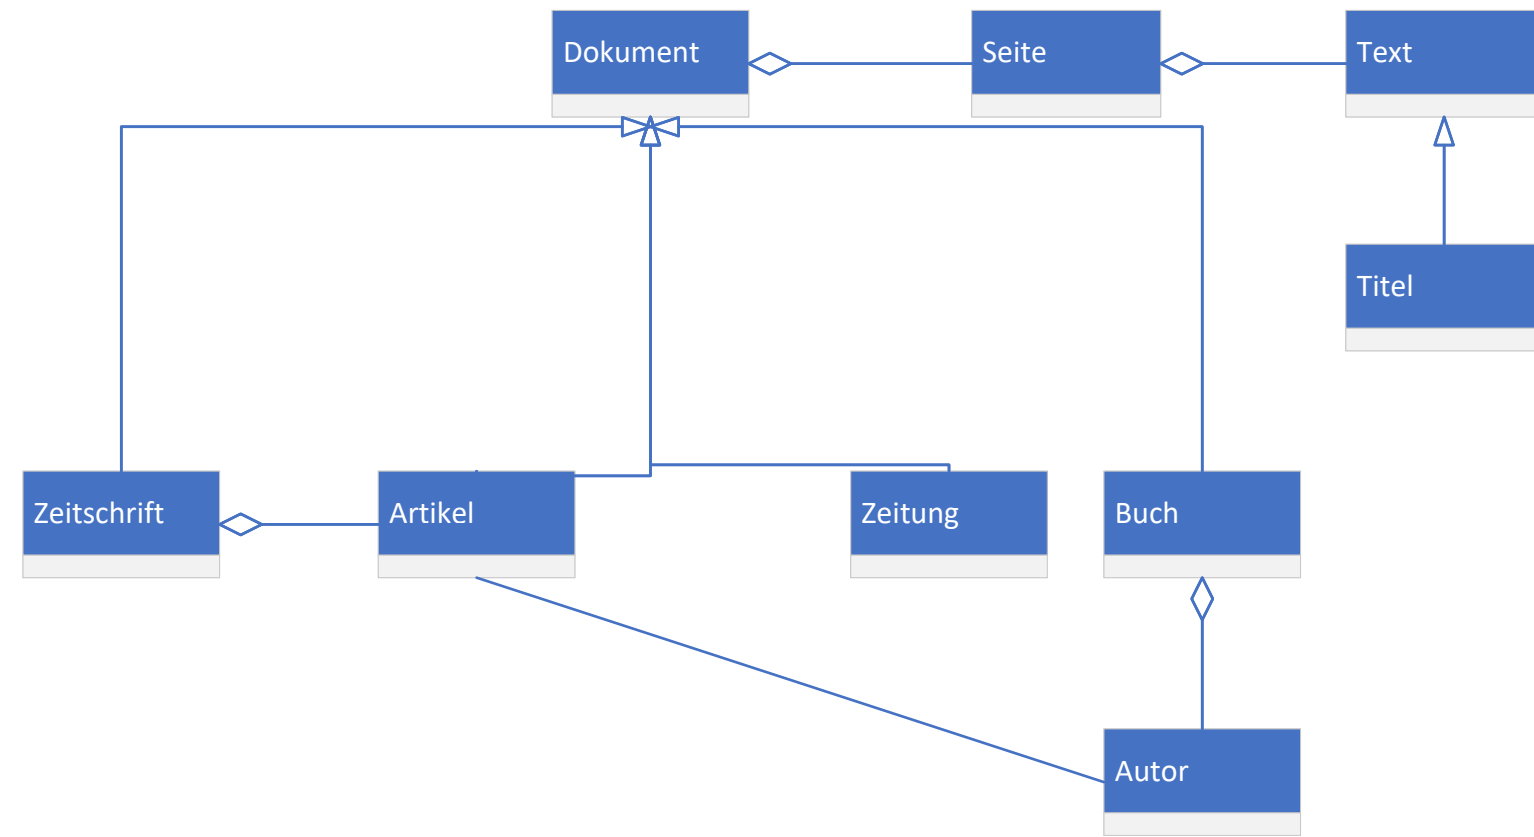 Dokument
Seite
Text
Titel
Zeitschrift
Artikel
Zeitung
Buch
Autor